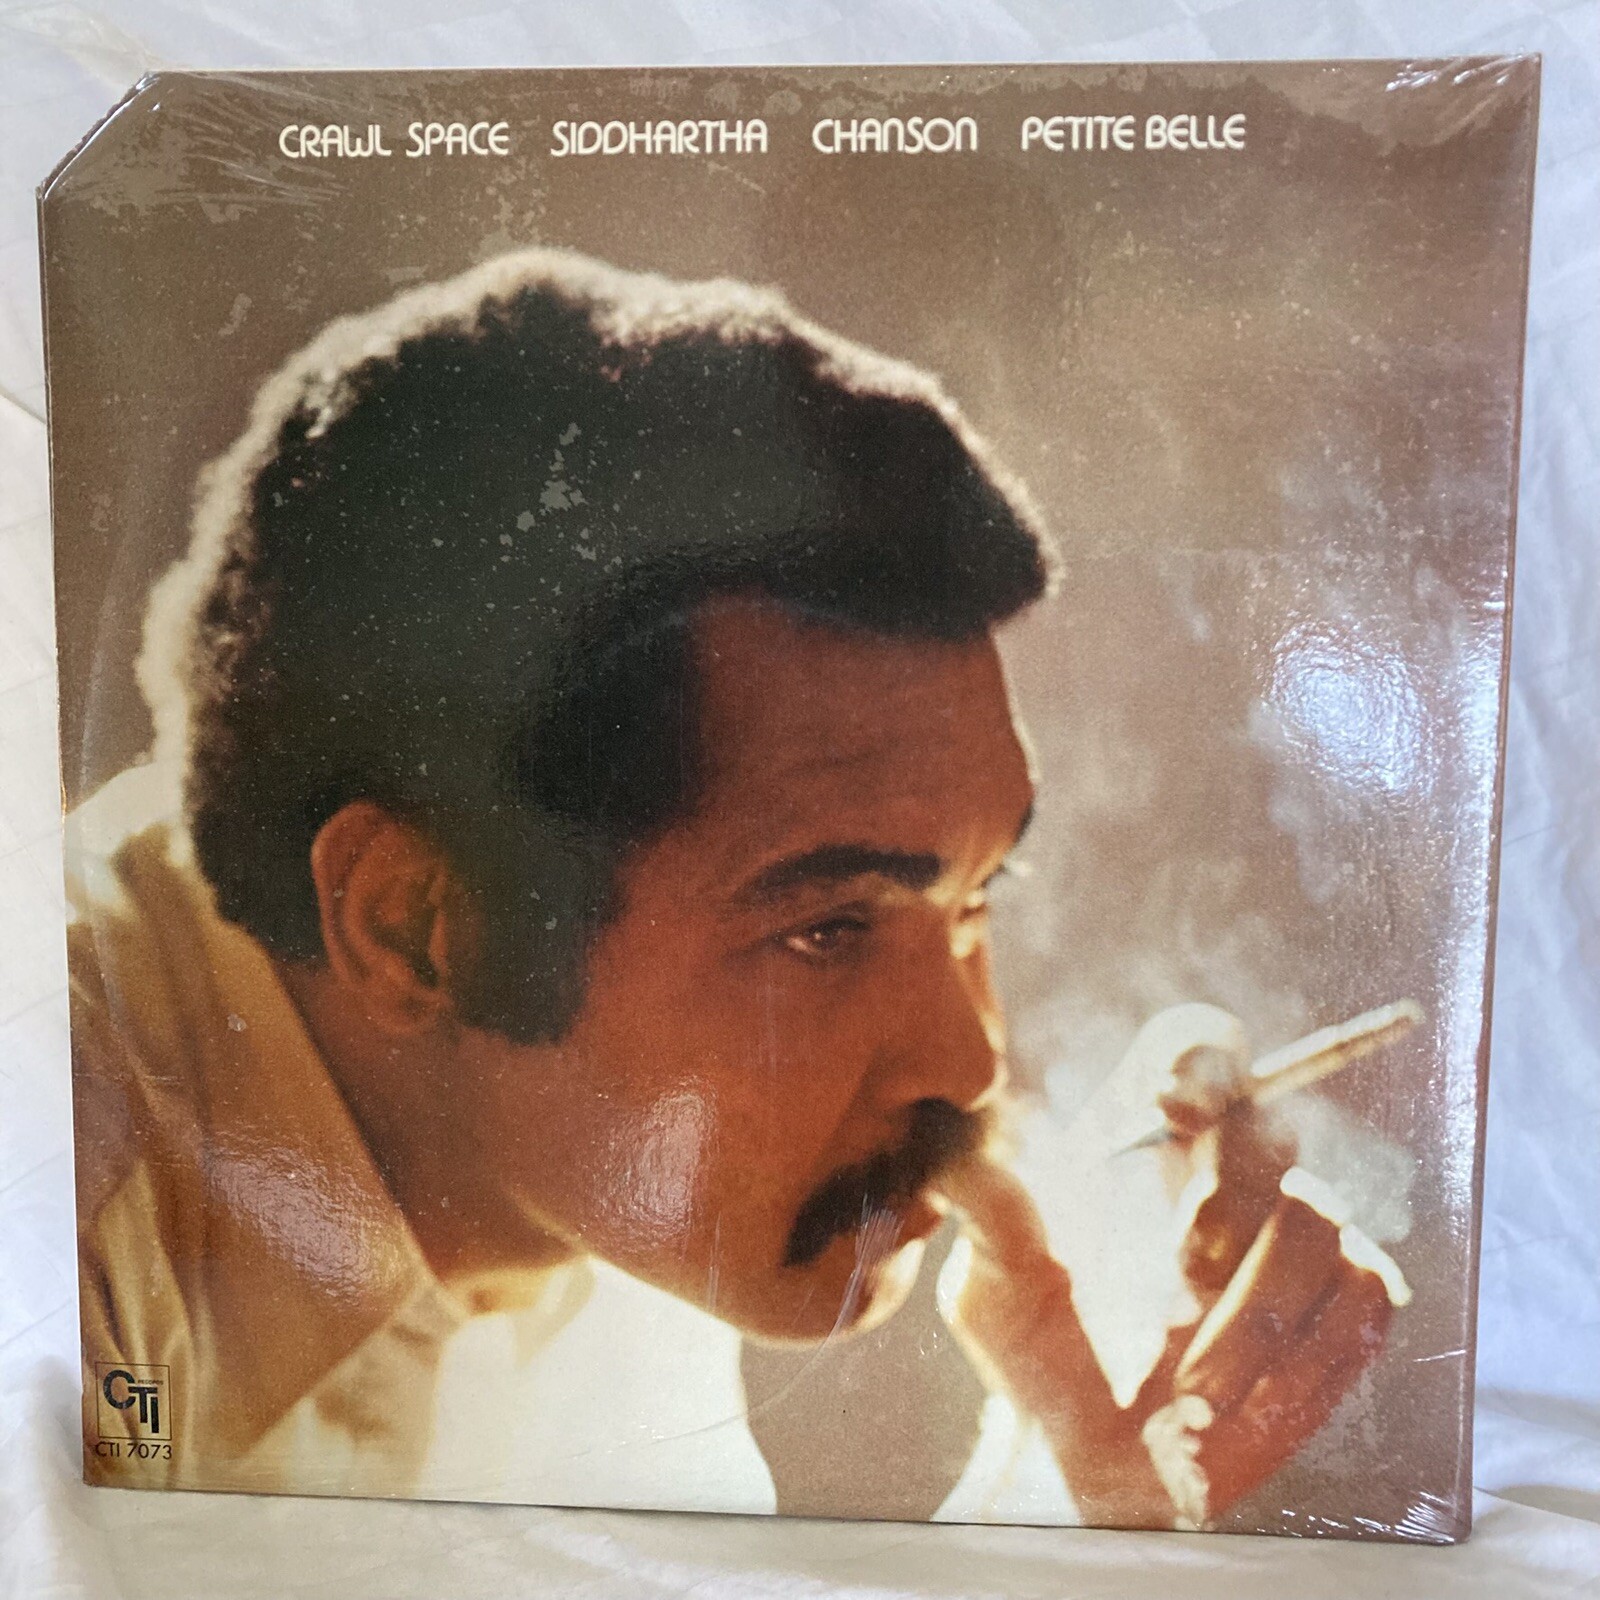 CRAWL SPACE SIDDHARTHA CHANSON PETITE BELLE
CTI RECORDS
CTI 7073